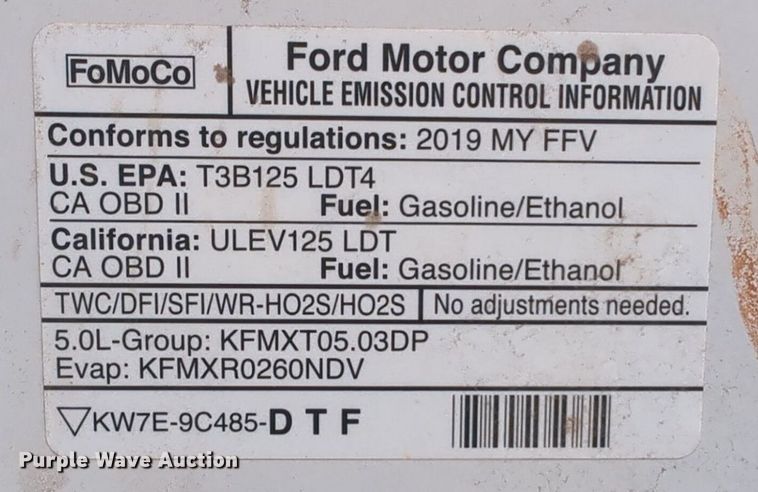 FoMoCo
Ford Motor Company
VEHICLE EMISSION CONTROL INFORMATION
Conforms to regulations: 2019 MY FFV
U.S. EPA: T3B125 LDT4
CA OBD II Fuel: Gasoline/Ethanol
California: ULEV125 LDT
CA OBD II Fuel: Gasoline/Ethanol
TWC/DFI/SFI/WR-HO2S/HO2S No adjustments needed.
5.0L-Group: KFMXT05.03DP
Evap: KFMXR0260NDV
▽KW7E-9C485-D T F
Purple Wave Auction